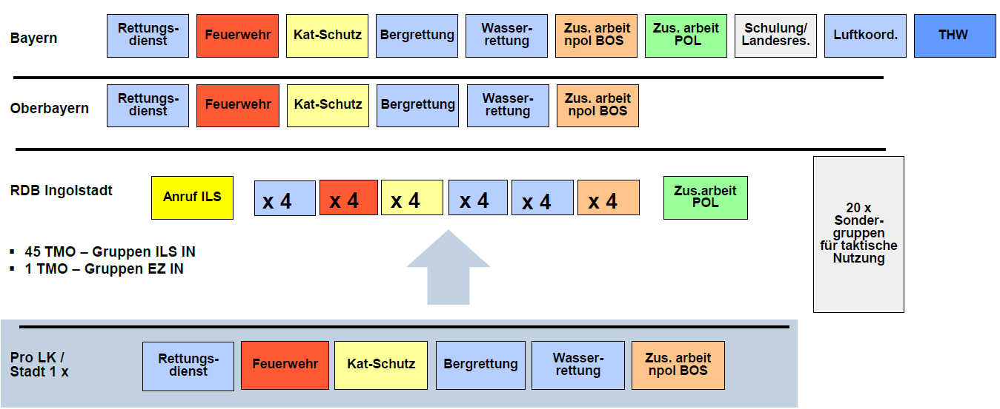 Bayern
Rettungs-
dienst
Feuerwehr
Kat-Schutz
Bergrettung
Wasser-
rettung
Zus. arbeit
npol BOS
Zus. arbeit
POL
Schulung/
Landesres.
Luftkoord.
THW
Oberbayern
Rettungs-
dienst
Feuerwehr
Kat-Schutz
Bergrettung
Wasser-
rettung
Zus. arbeit
npol BOS
RDB Ingolstadt
Anruf ILS
x 4
x 4
x 4
x 4
x 4
x 4
Zus.arbeit
POL
20 x
Sonder-
gruppen
für taktische
Nutzung
▪ 45 TMO – Gruppen ILS IN
▪ 1 TMO – Gruppen EZ IN
Pro LK /
Stadt 1 x
Rettungs-
dienst
Feuerwehr
Kat-Schutz
Bergrettung
Wasser-
rettung
Zus. arbeit
npol BOS